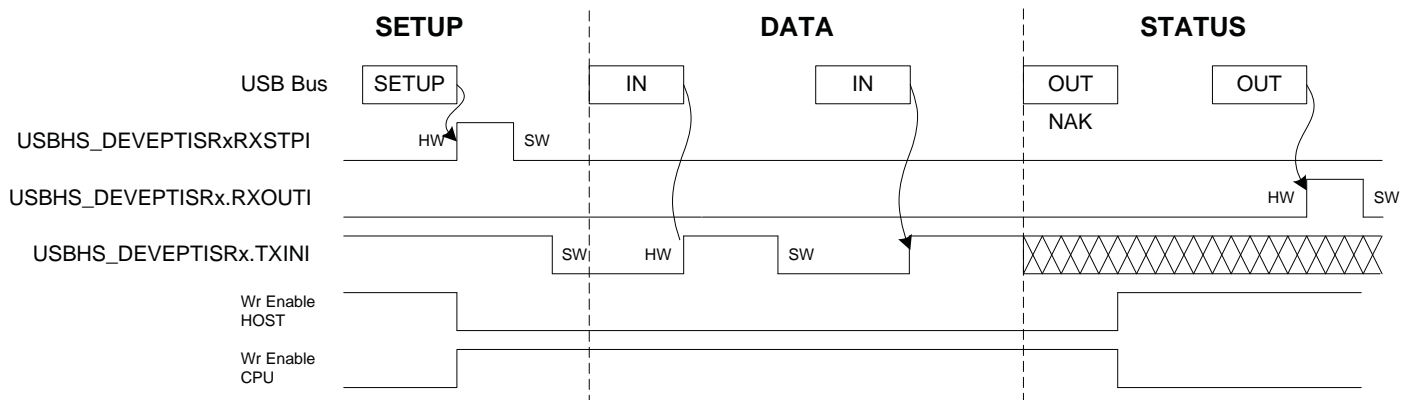 SETUP DATA STATUS
USB Bus SETUP IN IN OUT OUT
NAK
USBHS_DEVEPTISRxRXSTPI HW SW
USBHS_DEVEPTISRx.RXOUTI HW SW
USBHS_DEVEPTISRx.TXINI SW HW SW
Wr Enable
HOST
Wr Enable
CPU